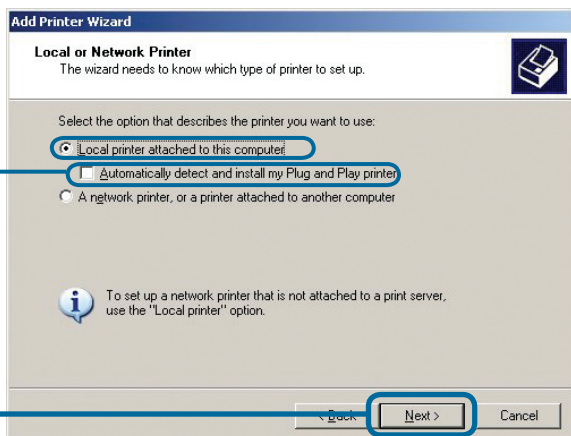 Add Printer Wizard
Local or Network Printer
The wizard needs to know which type of printer to set up.
Select the option that describes the printer you want to use:
Local printer attached to this computer
Automatically detect and install my Plug and Play printer
A network printer, or a printer attached to another computer
To set up a network printer that is not attached to a print server,
use the "Local printer" option.
< Back
Next >
Cancel